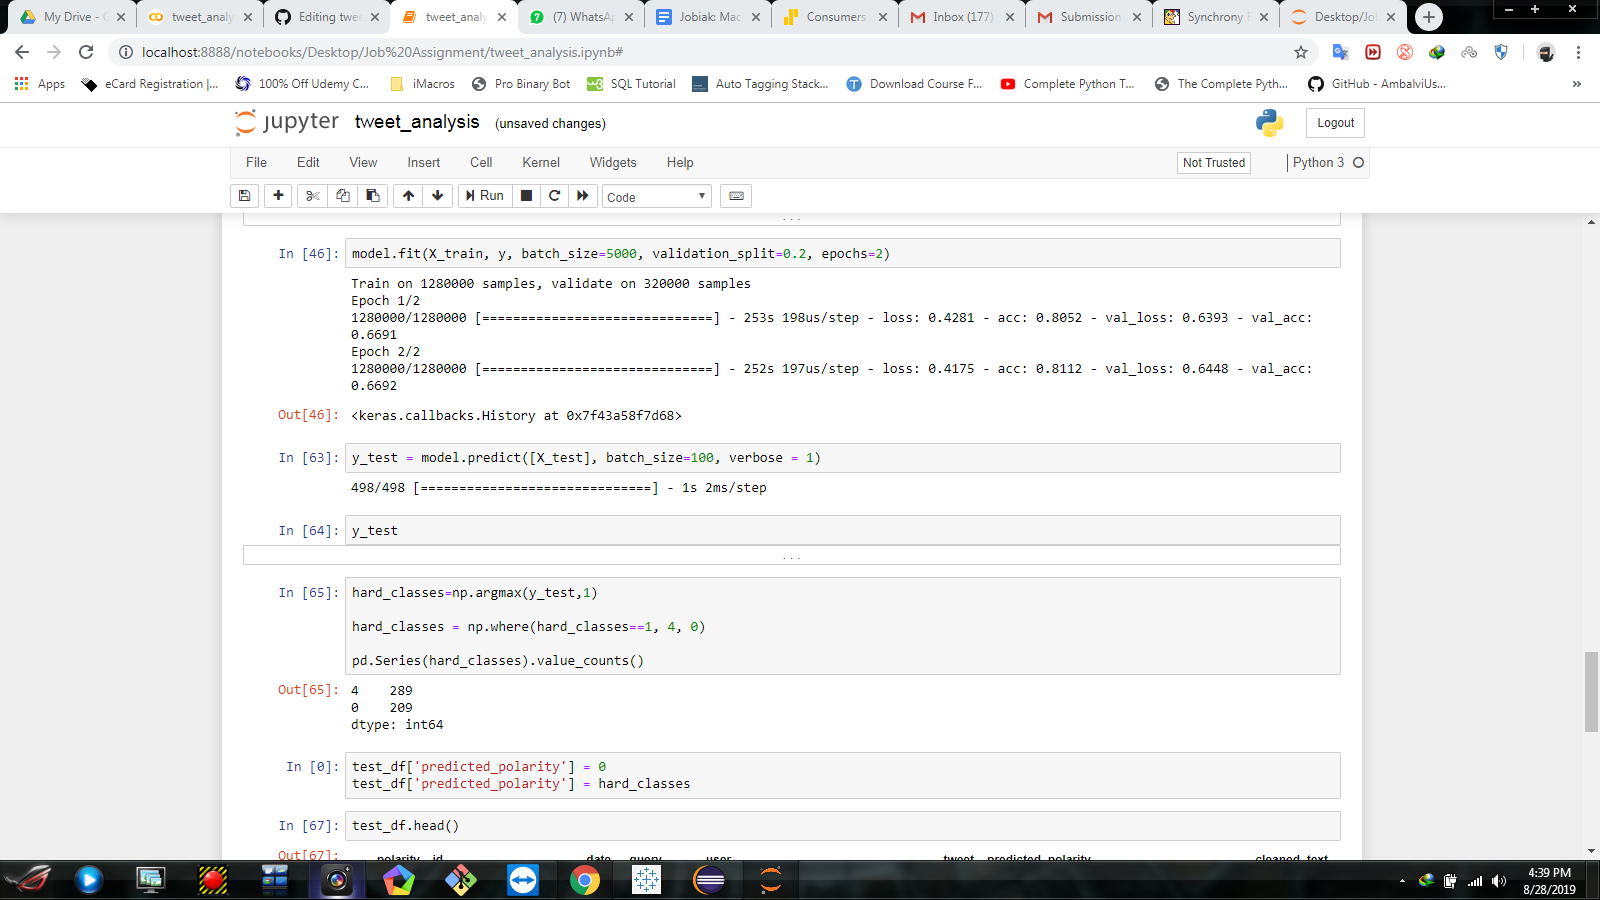 My Drive - G
tweet_analy
Editing twee
tweet_analy
(7) WhatsAp
Jobiak: Mac
Consumers
Inbox (177)
Submission
Synchrony F
Desktop/Jo
localhost:8888/notebooks/Desktop/Job%20Assignment/tweet_analysis.ipynb#
Apps
eCard Registration |...
100% Off Udemy C...
iMacros
Pro Binary Bot
SQL Tutorial
Auto Tagging Stack...
Download Course F...
Complete Python T...
The Complete Pyth...
GitHub - AmbalviUs...
»
jupyter tweet_analysis (unsaved changes)
Logout
File Edit View Insert Cell Kernel Widgets Help
Not Trusted
Python 3
Run
Code
...
In [46]: model.fit(X_train, y, batch_size=5000, validation_split=0.2, epochs=2)
Train on 1280000 samples, validate on 320000 samples
Epoch 1/2
1280000/1280000 [==============================] - 253s 198us/step - loss: 0.4281 - acc: 0.8052 - val_loss: 0.6393 - val_acc:
0.6691
Epoch 2/2
1280000/1280000 [==============================] - 252s 197us/step - loss: 0.4175 - acc: 0.8112 - val_loss: 0.6448 - val_acc:
0.6692
Out[46]: <keras.callbacks.History at 0x7f43a58f7d68>
In [63]: y_test = model.predict([X_test], batch_size=100, verbose = 1)
498/498 [==============================] - 1s 2ms/step
In [64]: y_test
...
In [65]: hard_classes=np.argmax(y_test,1)
hard_classes = np.where(hard_classes==1, 4, 0)
pd.Series(hard_classes).value_counts()
Out[65]: 4    289
0    209
dtype: int64
In [0]: test_df['predicted_polarity'] = 0
test_df['predicted_polarity'] = hard_classes
In [67]: test_df.head()
Out[67]: polarity id date query user tweet predicted_polarity cleaned_text
4:39 PM
8/28/2019